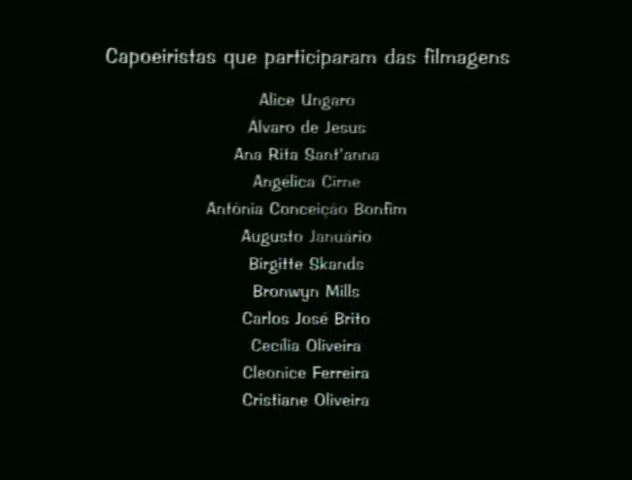 Capoeiristas que participaram das filmagens
Alice Ungaro
Álvaro de Jesus
Ana Rita Sant'anna
Angélica Cirne
Antônia Conceição Bonfim
Augusto Januário
Birgitte Skands
Bronwyn Mills
Carlos José Brito
Cecília Oliveira
Cleonice Ferreira
Cristiane Oliveira